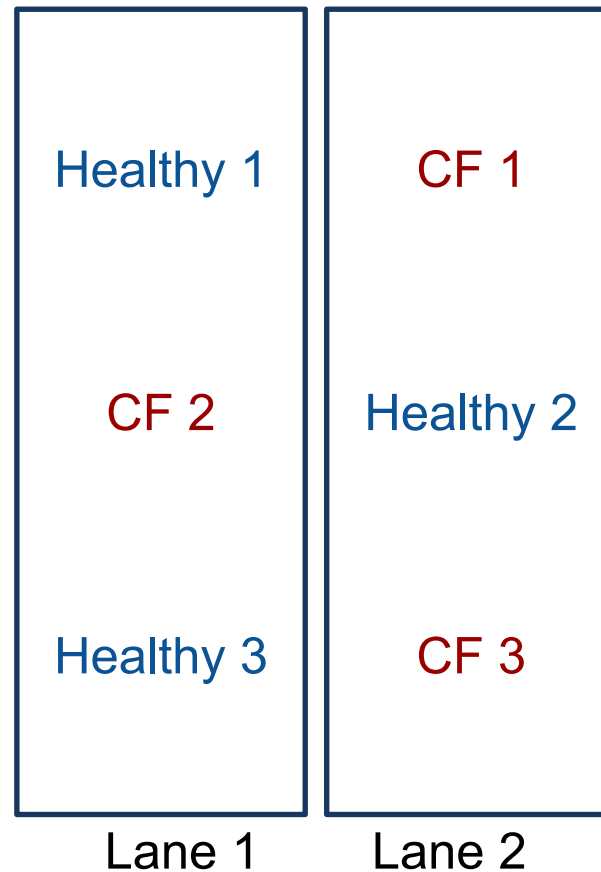 Healthy 1
CF 2
Healthy 3
Lane 1
CF 1
Healthy 2
CF 3
Lane 2